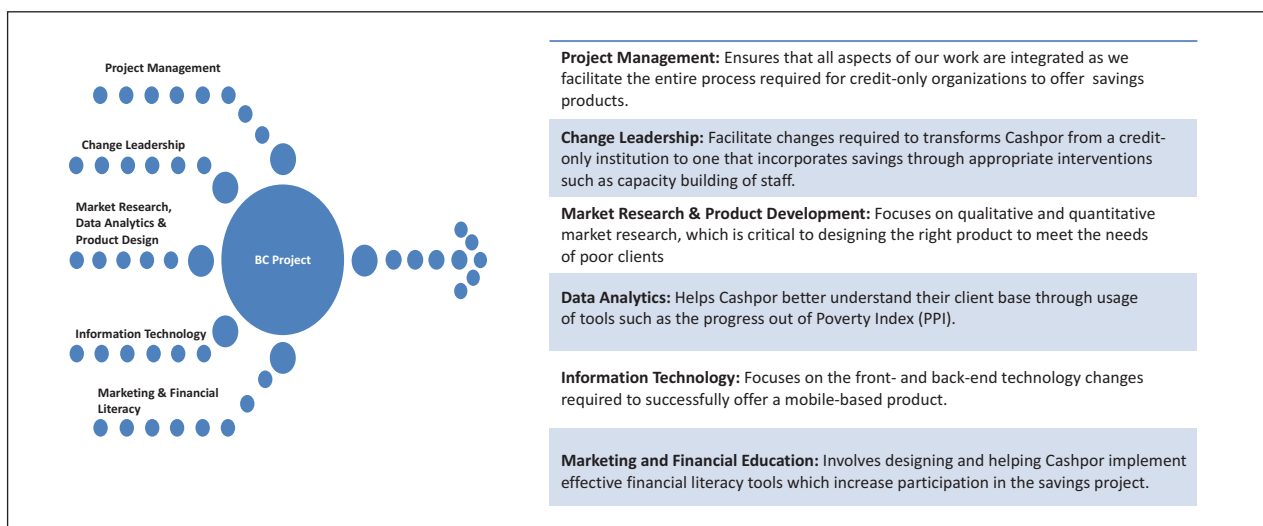 Project Management
Change Leadership
Market Research,
Data Analytics &
Product Design
BC Project
Information Technology
Marketing & Financial
Literacy
Project Management: Ensures that all aspects of our work are integrated as we
facilitate the entire process required for credit-only organizations to offer savings
products.
Change Leadership: Facilitate changes required to transforms Cashpor from a credit-
only institution to one that incorporates savings through appropriate interventions
such as capacity building of staff.
Market Research & Product Development: Focuses on qualitative and quantitative
market research, which is critical to designing the right product to meet the needs
of poor clients
Data Analytics: Helps Cashpor better understand their client base through usage
of tools such as the progress out of Poverty Index (PPI).
Information Technology: Focuses on the front- and back-end technology changes
required to successfully offer a mobile-based product.
Marketing and Financial Education: Involves designing and helping Cashpor implement
effective financial literacy tools which increase participation in the savings project.